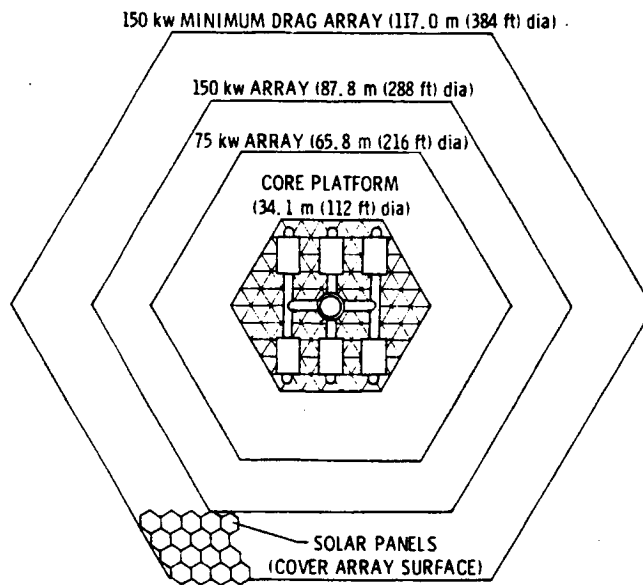 150 kw MINIMUM DRAG ARRAY (117.0 m (384 ft) dia)
150 kw ARRAY (87.8 m (288 ft) dia)
75 kw ARRAY (65.8 m (216 ft) dia)
CORE PLATFORM
(34.1 m (112 ft) dia)
SOLAR PANELS
(COVER ARRAY SURFACE)